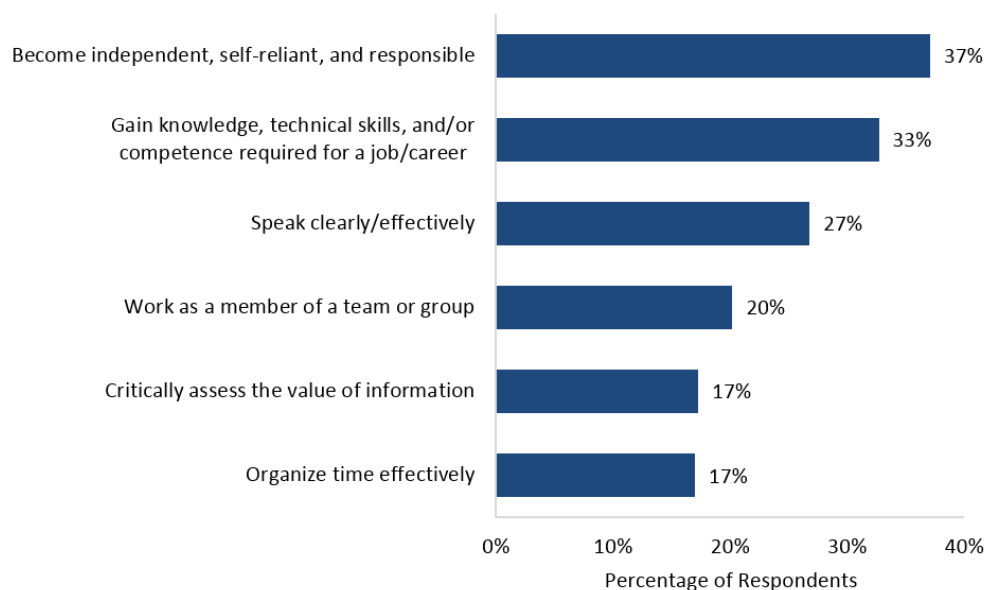 Become independent, self-reliant, and responsible
37%
Gain knowledge, technical skills, and/or
competence required for a job/career
33%
Speak clearly/effectively
27%
Work as a member of a team or group
20%
Critically assess the value of information
17%
Organize time effectively
17%
0% 10% 20% 30% 40%
Percentage of Respondents